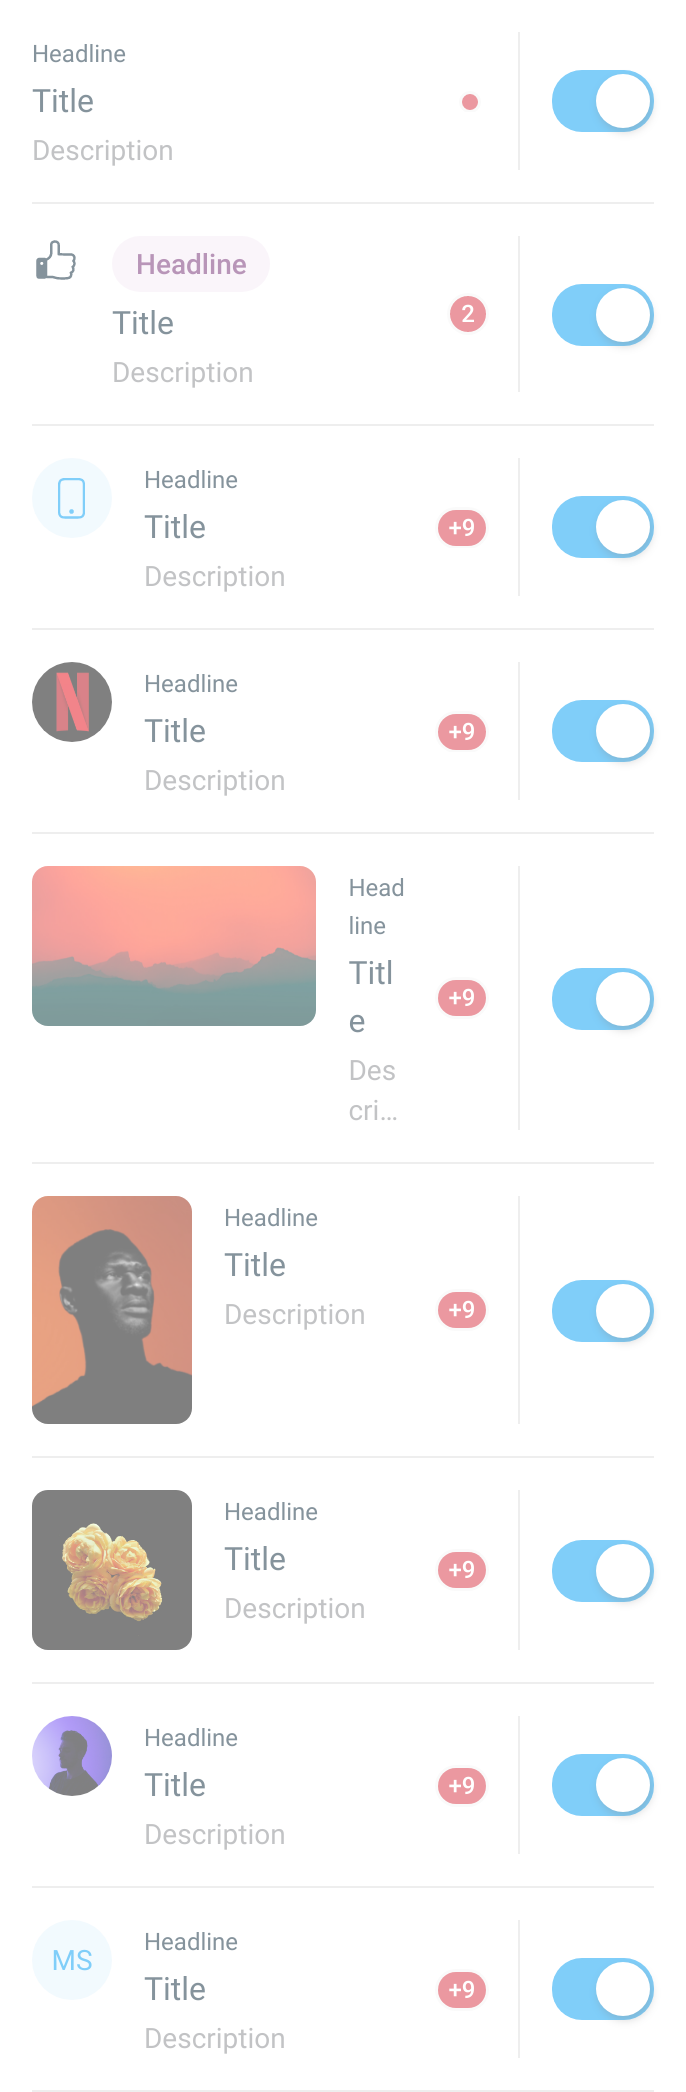 Headline
Title
Description
Headline
Title
2
Description
Headline
Title
+9
Description
N
Headline
Title
+9
Description
Head
line
Titl
e
+9
Des
cri...
Headline
Title
+9
Description
Headline
Title
+9
Description
Headline
Title
+9
Description
MS
Headline
Title
+9
Description